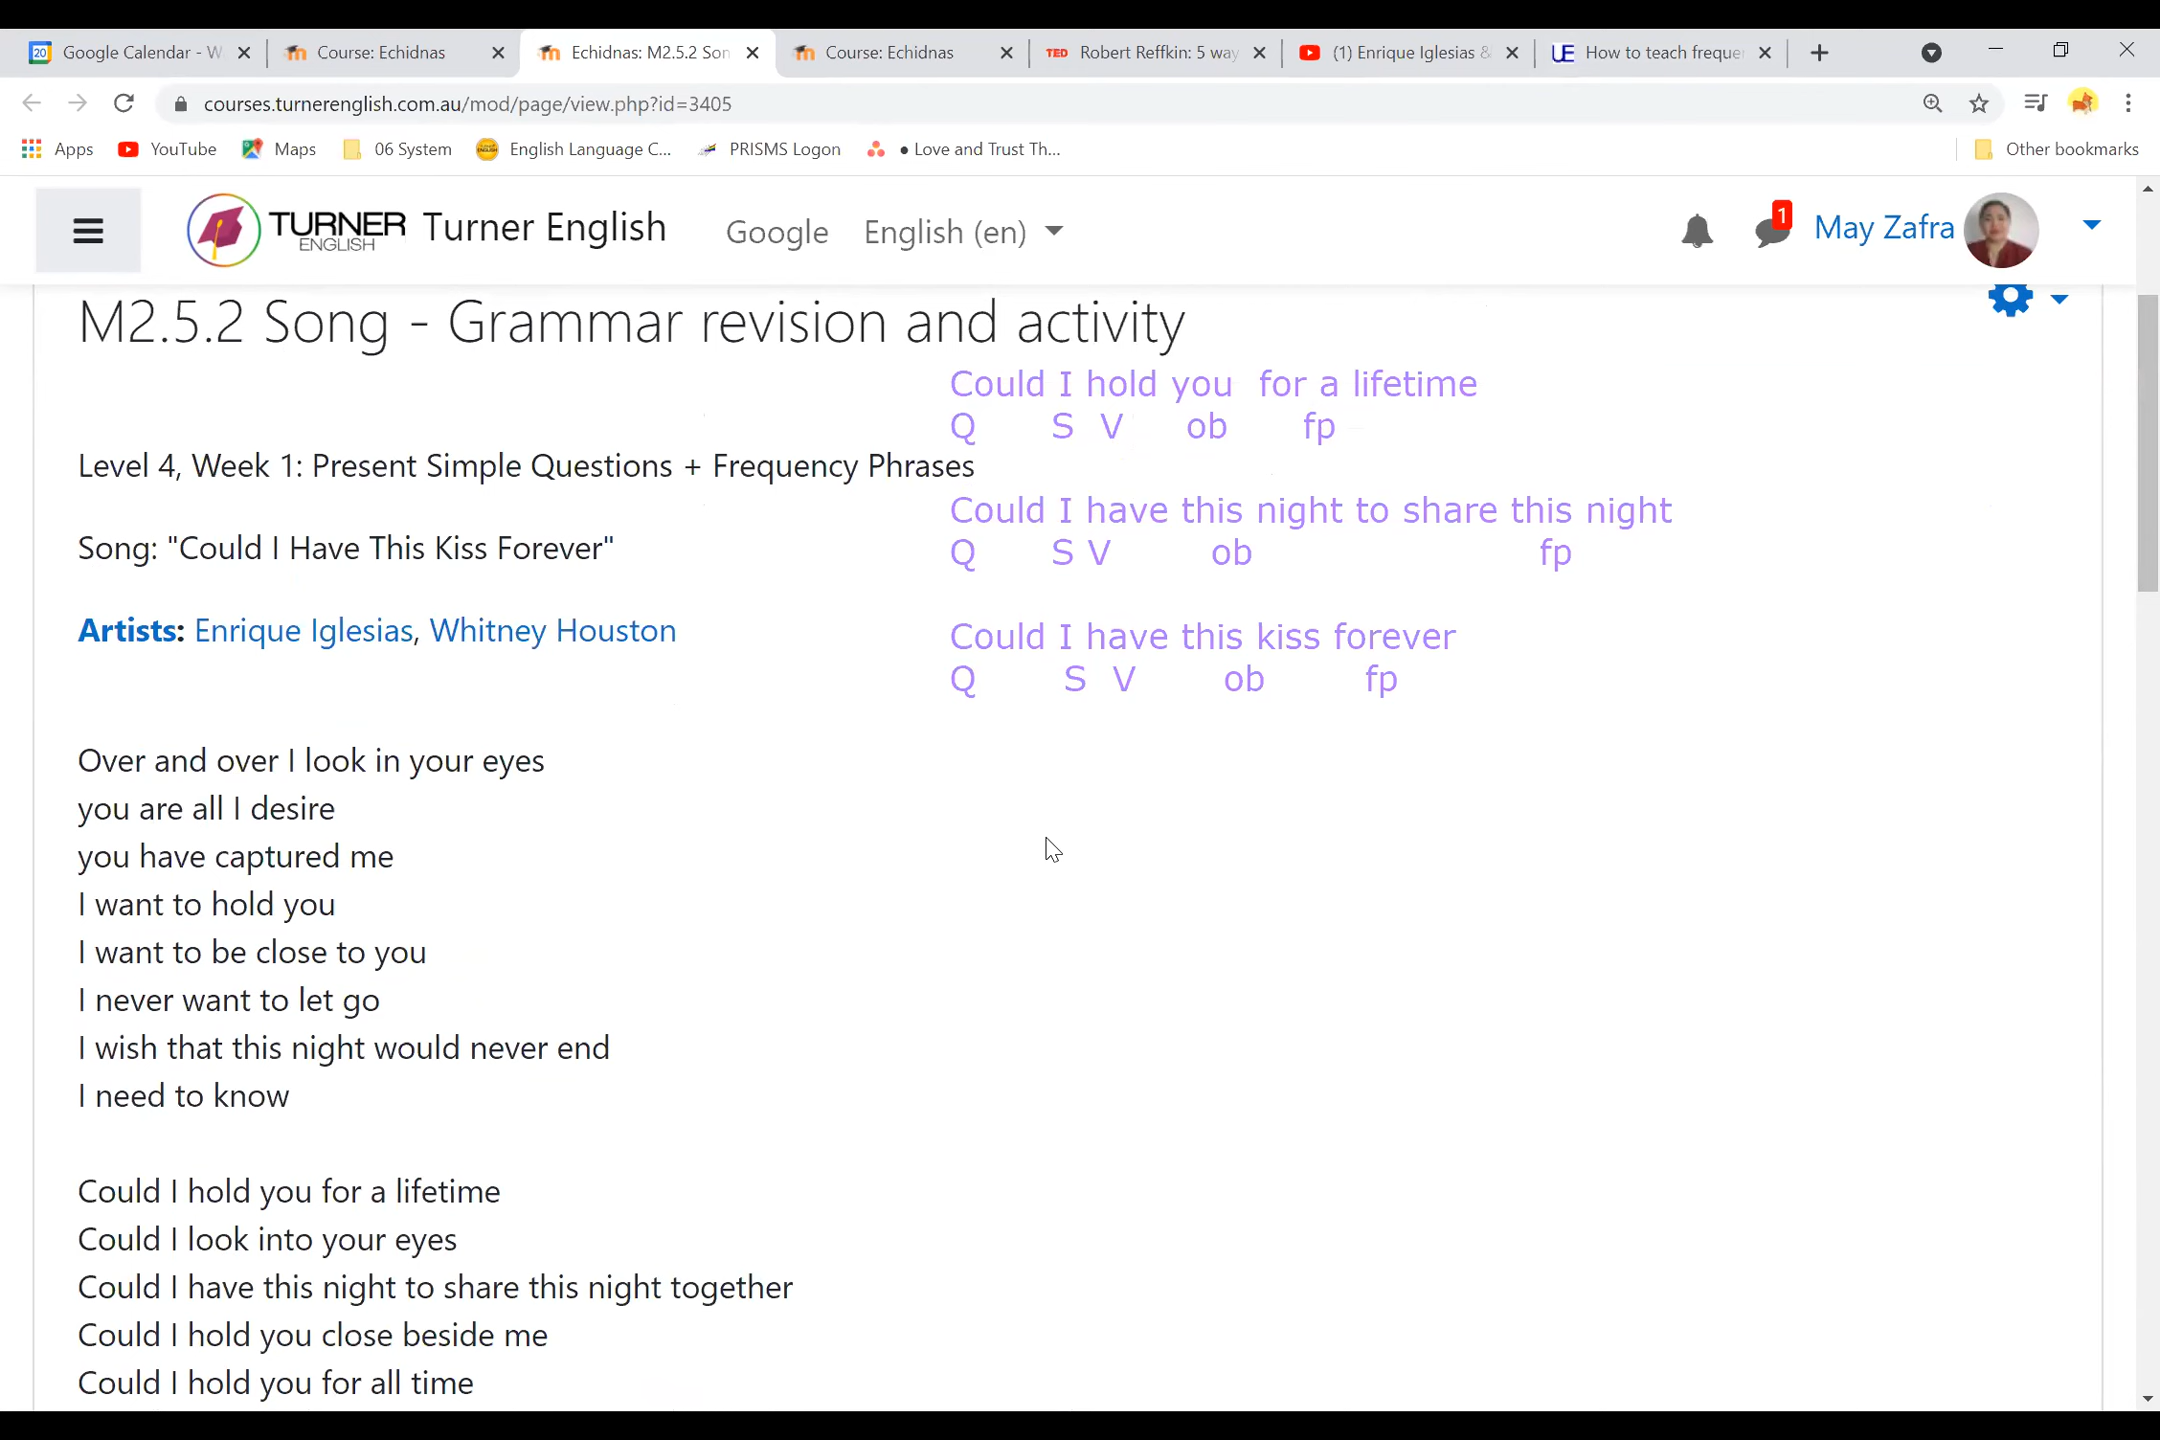 Google Calendar - W
Course: Echidnas
Echidnas: M2.5.2 Son
Course: Echidnas
TED Robert Reffkin: 5 way
(1) Enrique Iglesias &
UE How to teach freque
courses.turnerenglish.com.au/mod/page/view.php?id=3405
Apps YouTube Maps 06 System English Language C... PRISMS Logon ● Love and Trust Th... Other bookmarks
TURNER ENGLISH Turner English Google English (en) 1 May Zafra
M2.5.2 Song - Grammar revision and activity
Could I hold you for a lifetime
Q S V ob fp
Level 4, Week 1: Present Simple Questions + Frequency Phrases
Could I have this night to share this night
Q S V ob fp
Song: "Could I Have This Kiss Forever"
Could I have this kiss forever
Q S V ob fp
Artists: Enrique Iglesias, Whitney Houston
Over and over I look in your eyes
you are all I desire
you have captured me
I want to hold you
I want to be close to you
I never want to let go
I wish that this night would never end
I need to know
Could I hold you for a lifetime
Could I look into your eyes
Could I have this night to share this night together
Could I hold you close beside me
Could I hold you for all time